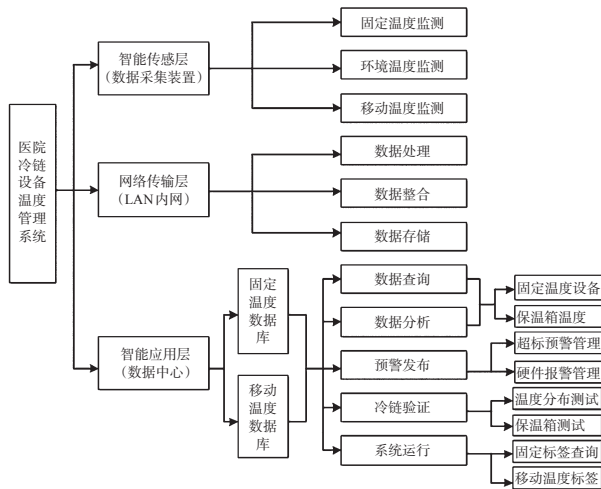 医院
冷链
设备
温度
管理
系统
智能传感层
（数据采集装置）
固定温度监测
环境温度监测
移动温度监测
网络传输层
（LAN内网）
数据处理
数据整合
数据存储
智能应用层
（数据中心）
固定
温度
数据
库
移动
温度
数据
库
数据查询
数据分析
预警发布
冷链验证
系统运行
固定温度设备
保温箱温度
超标预警管理
硬件报警管理
温度分布测试
保温箱测试
固定标签查询
移动温度标签